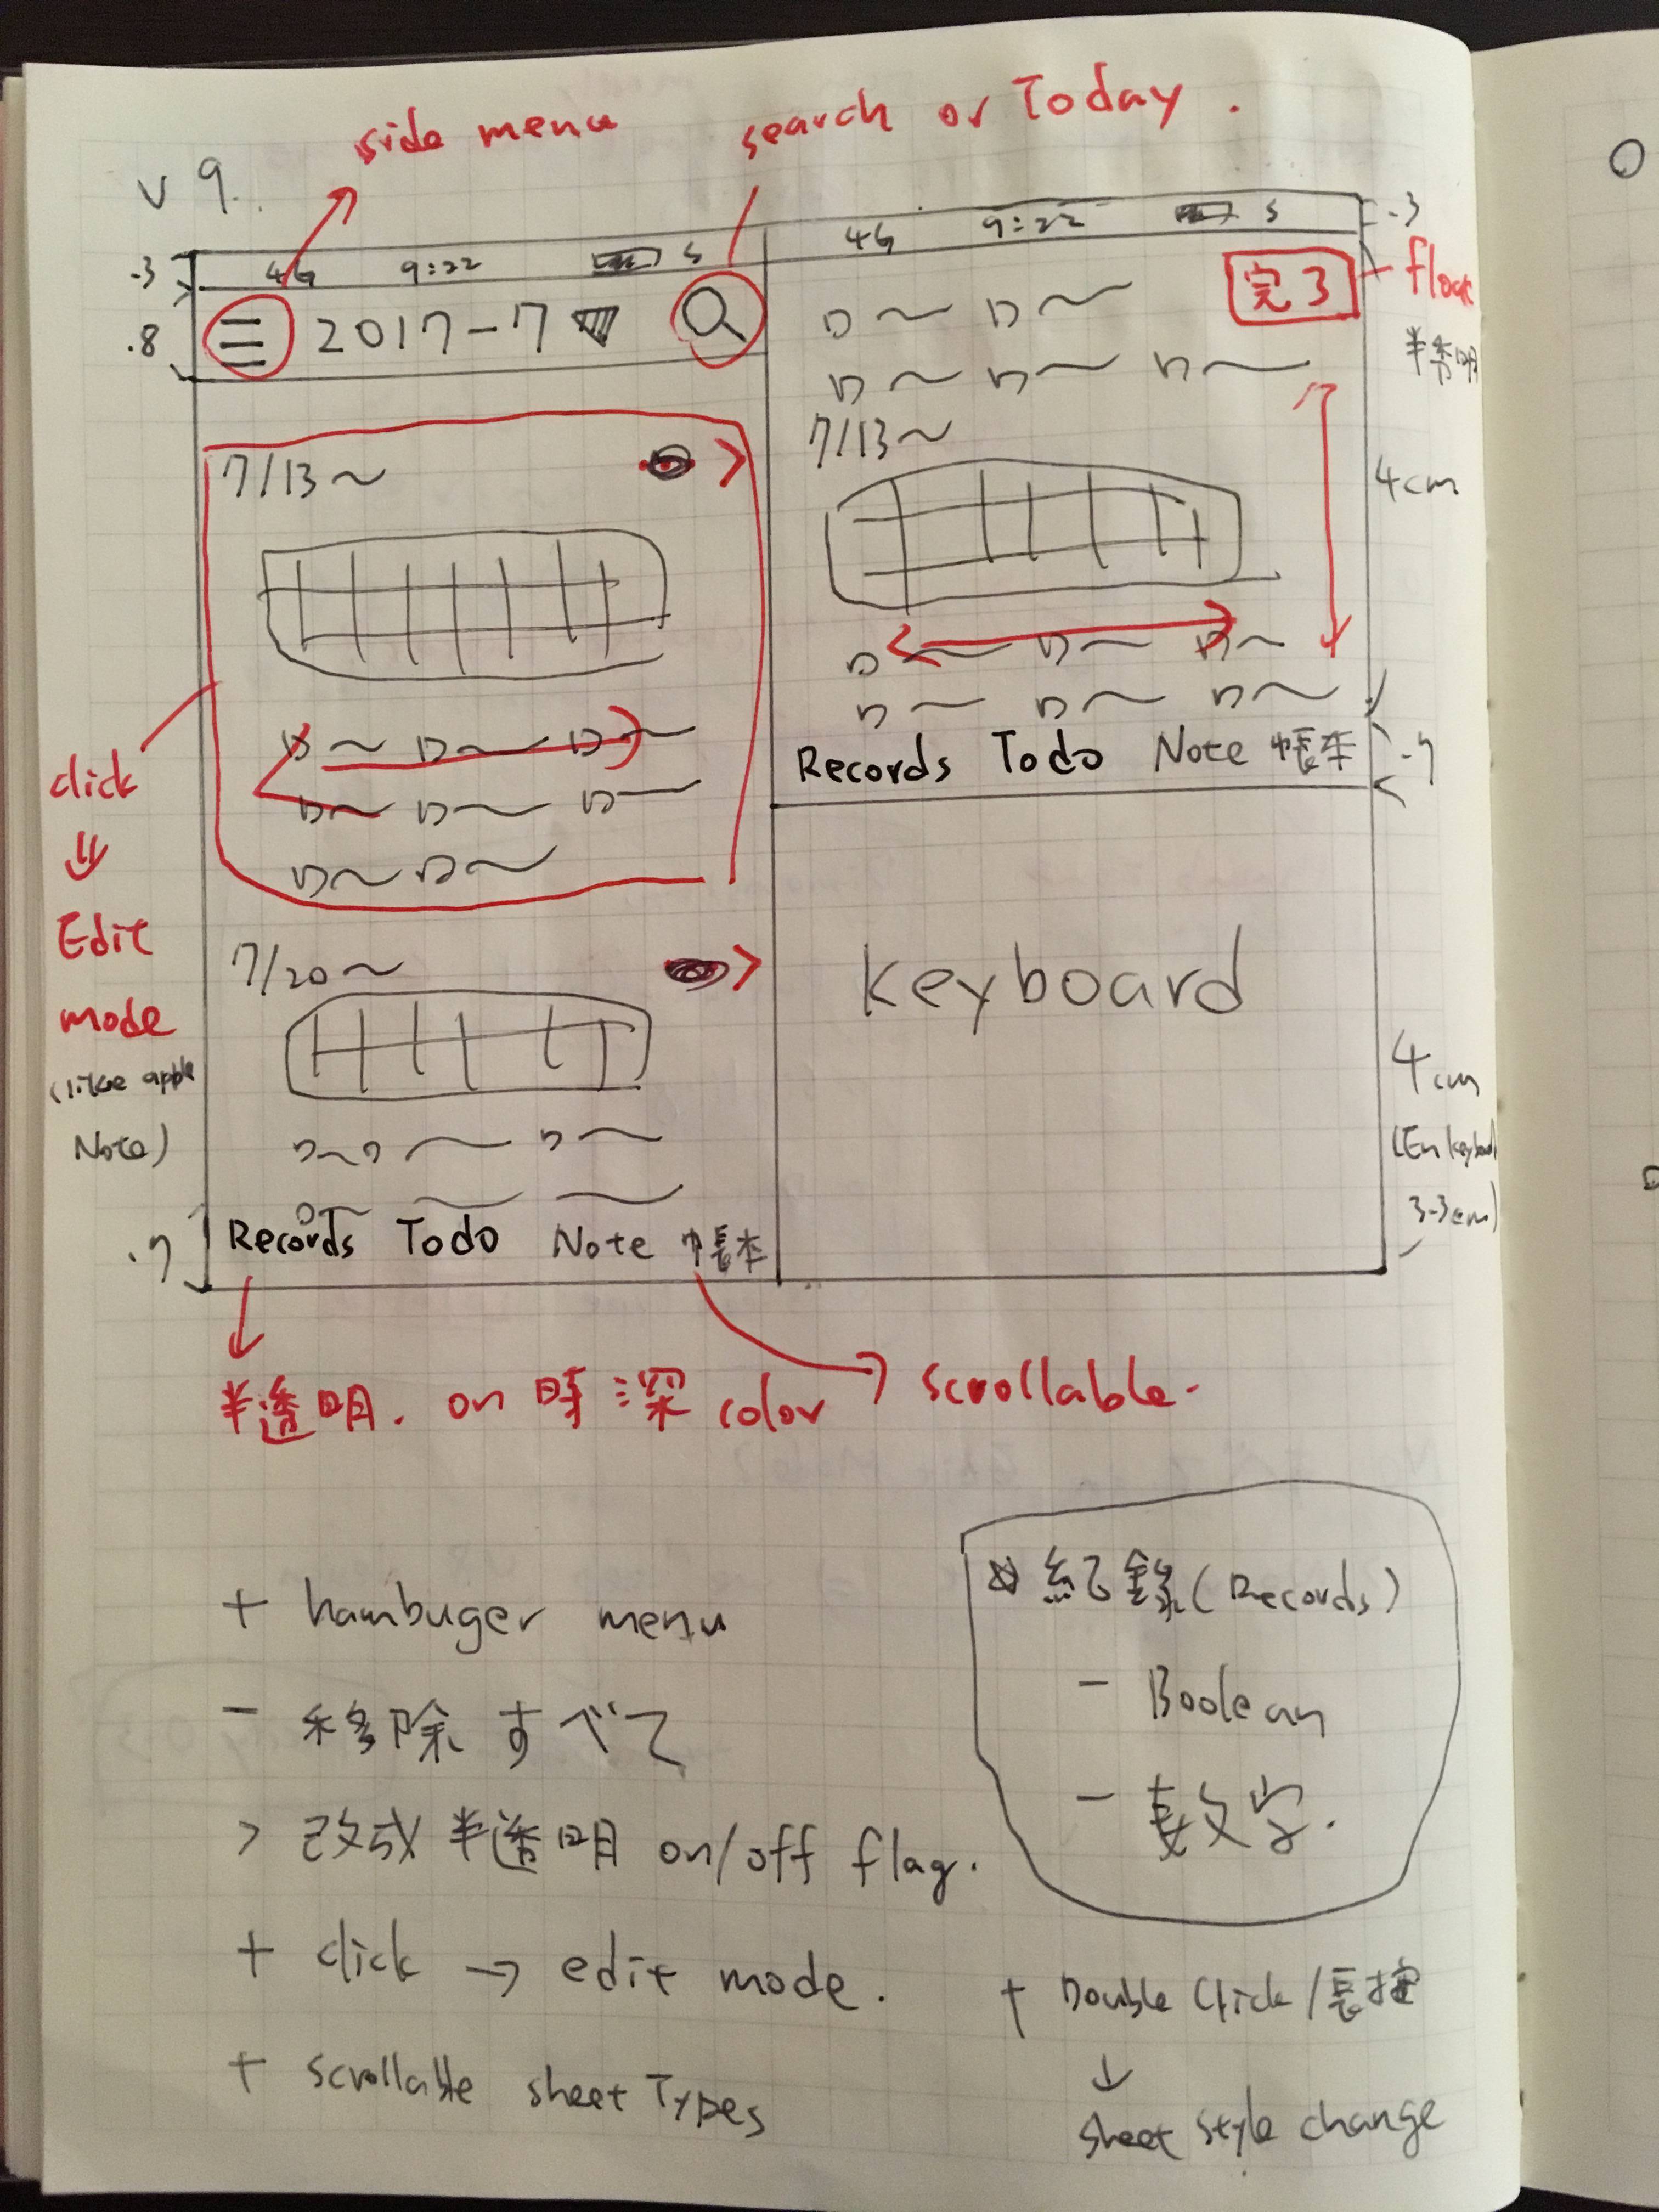 side menu
search or Today.
v 9.
4G 9:22 5
4G 9:22 5
.3
.3
.8
2017-7
完了
float
半透明
7/13~
7/13~
4cm
click
Edit
mode
(like apple
Note)
Records Todo Note 帳本
.7
7/20~
keyboard
4cm
(En keyboard
3.3cm)
.7
Records Todo Note 帳本
半透明. on 時深 color
scrollable.
+ hambuger menu
- 移除 すべて
> 改成半透明 on/off flag.
+ click → edit mode.
+ scrollable sheet Types
紀錄 (Records)
- Boolean
- 数文字.
+ Double Click/長按
↓
sheet style change